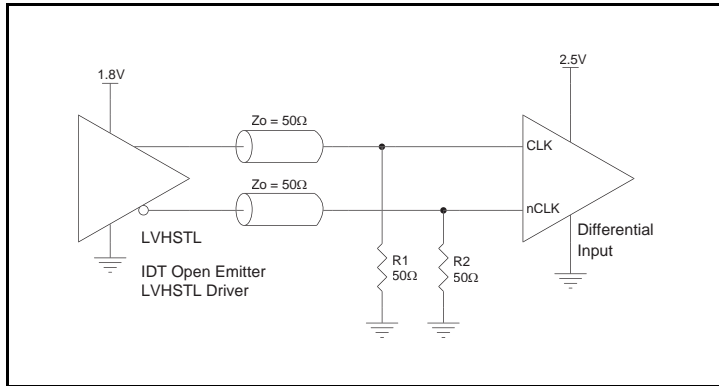 1.8V
2.5V
Zo = 50Ω
CLK
Zo = 50Ω
nCLK
LVHSTL
IDT Open Emitter
LVHSTL Driver
R1
50Ω
R2
50Ω
Differential
Input